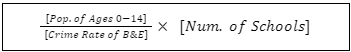 [Pop. of Ages 0−14]
[Crime Rate of B&E] × [Num. of Schools]